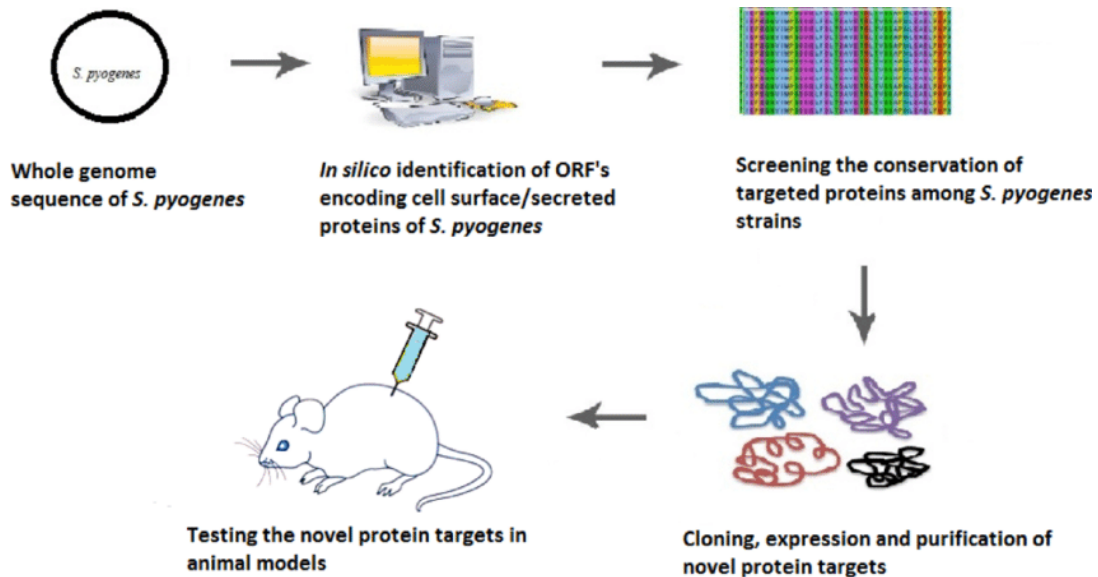 S. pyogenes
Whole genome
sequence of S. pyogenes
In silico identification of ORF's
encoding cell surface/secreted
proteins of S. pyogenes
Screening the conservation of
targeted proteins among S. pyogenes
strains
Cloning, expression and purification of
novel protein targets
Testing the novel protein targets in
animal models